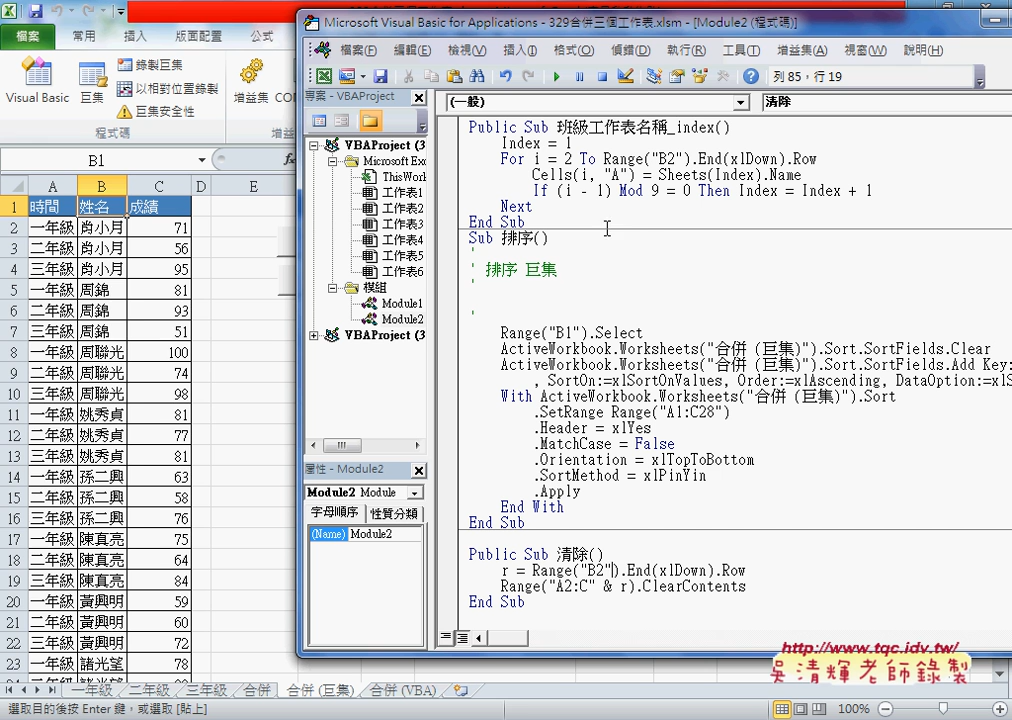 Microsoft Visual Basic for Applications - 329合併三個工作表.xlsm - [Module2 (程式碼)]
檔案 常用 插入 版面配置 公式
檔案(F) 編輯(E) 檢視(V) 插入(I) 格式(O) 偵錯(D) 執行(R) 工具(T) 增益集(A) 視窗(W) 說明(H)
列 85，行 19
Visual Basic 巨集 錄製巨集 以相對位置錄製 巨集安全性 增益集
程式碼
專案 - VBAProject
(一般) 清除
B1
VBAProject (3
Microsoft Exc
ThisWork
工作表1
工作表2
工作表3
工作表4
工作表5
工作表6
模組
Module1
Module2
VBAProject (3
屬性 - Module2
Module2 Module
字母順序 性質分類
(Name) Module2
Public Sub 班級工作表名稱_index()
Index = 1
For i = 2 To Range("B2").End(xlDown).Row
Cells(i, "A") = Sheets(Index).Name
If (i - 1) Mod 9 = 0 Then Index = Index + 1
Next
End Sub
Sub 排序()
'
' 排序 巨集
'
'
Range("B1").Select
ActiveWorkbook.Worksheets("合併 (巨集)").Sort.SortFields.Clear
ActiveWorkbook.Worksheets("合併 (巨集)").Sort.SortFields.Add Key:
, SortOn:=xlSortOnValues, Order:=xlAscending, DataOption:=xlS
With ActiveWorkbook.Worksheets("合併 (巨集)").Sort
.SetRange Range("A1:C28")
.Header = xlYes
.MatchCase = False
.Orientation = xlTopToBottom
.SortMethod = xlPinYin
.Apply
End With
End Sub
Public Sub 清除()
r = Range("B2").End(xlDown).Row
Range("A2:C" & r).ClearContents
End Sub
A B C D E
1 時間 姓名 成績
2 一年級 肖小月 71
3 二年級 肖小月 56
4 三年級 肖小月 95
5 一年級 周錦 81
6 二年級 周錦 93
7 三年級 周錦 51
8 一年級 周聯光 100
9 二年級 周聯光 74
10 三年級 周聯光 98
11 一年級 姚秀貞 81
12 二年級 姚秀貞 77
13 三年級 姚秀貞 81
14 一年級 孫二興 63
15 二年級 孫二興 58
16 三年級 孫二興 76
17 一年級 陳真亮 75
18 二年級 陳真亮 64
19 三年級 陳真亮 84
20 一年級 黃興明 59
21 二年級 黃興明 60
22 三年級 黃興明 72
23 一年級 諸光望 78
一年級 二年級 三年級 合併 合併 (巨集) 合併 (VBA)
選取目的後按 Enter 鍵，或選取 [貼上]
100%
http://www.tqc.idv.tw/
吳清輝老師錄製